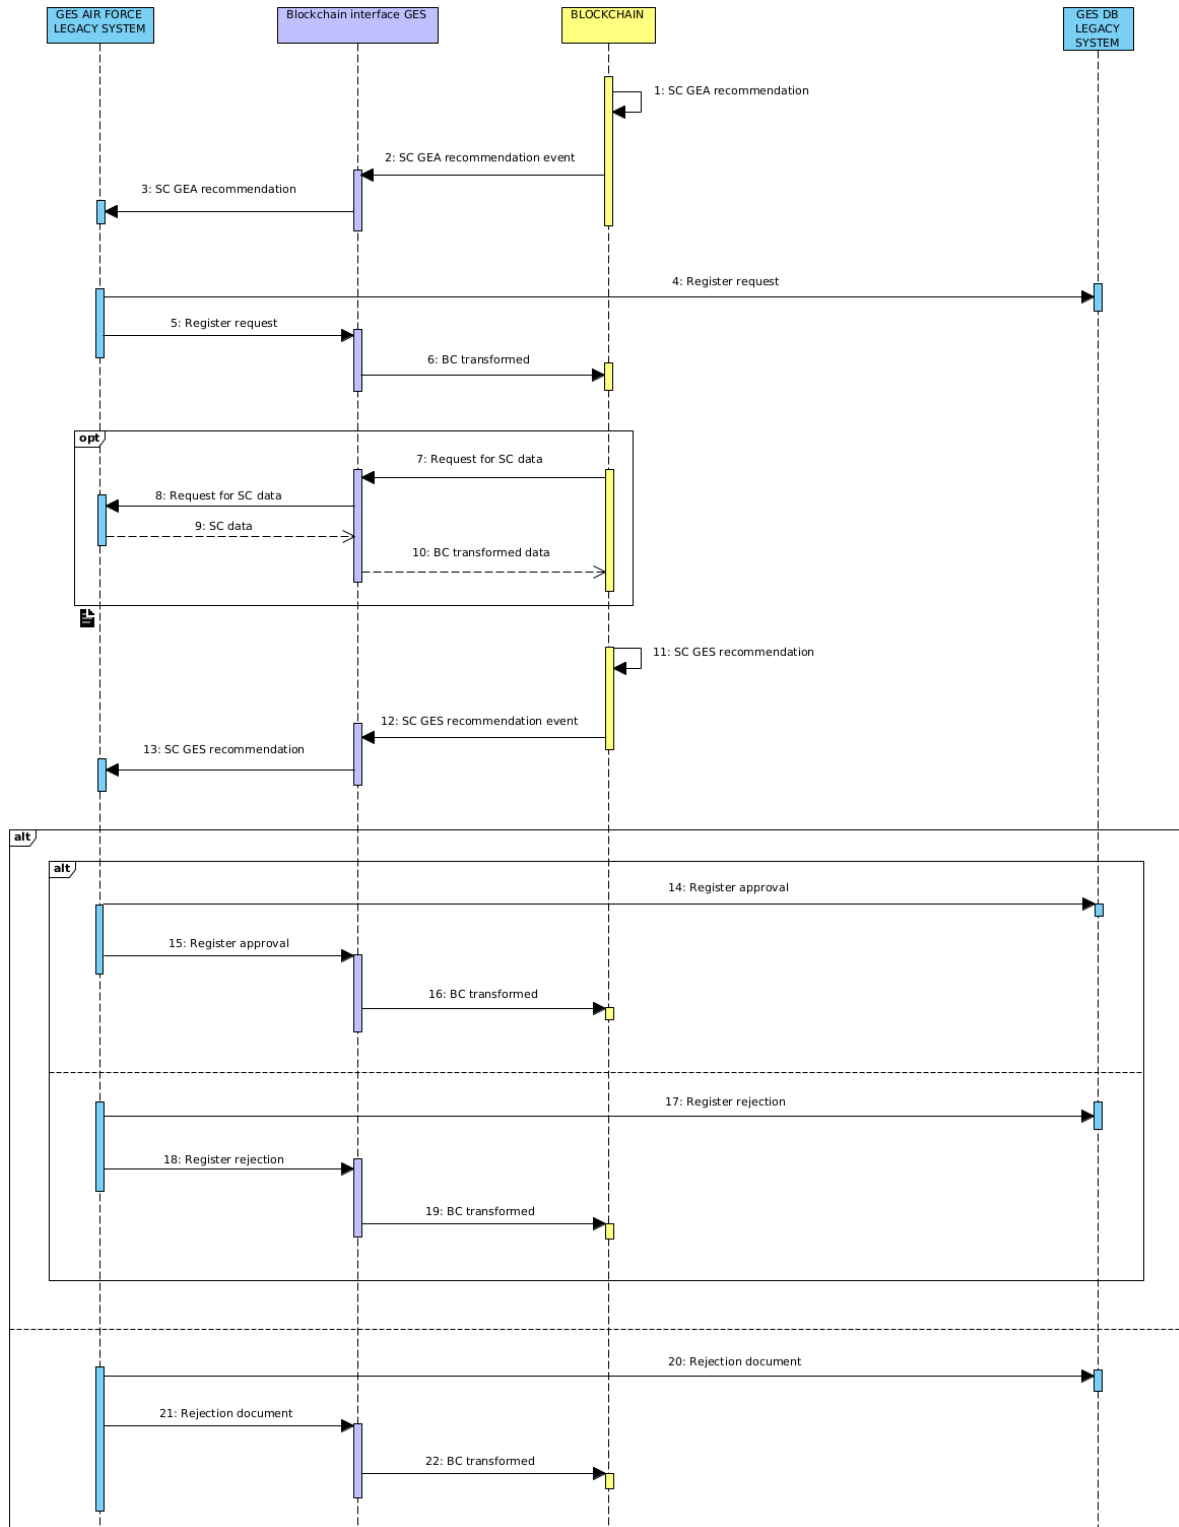 GES AIR FORCE
LEGACY SYSTEM
Blockchain interface GES
BLOCKCHAIN
GES DB
LEGACY
SYSTEM
1: SC GEA recommendation
2: SC GEA recommendation event
3: SC GEA recommendation
4: Register request
5: Register request
6: BC transformed
opt
7: Request for SC data
8: Request for SC data
9: SC data
10: BC transformed data
11: SC GES recommendation
12: SC GES recommendation event
13: SC GES recommendation
alt
alt
14: Register approval
15: Register approval
16: BC transformed
17: Register rejection
18: Register rejection
19: BC transformed
20: Rejection document
21: Rejection document
22: BC transformed